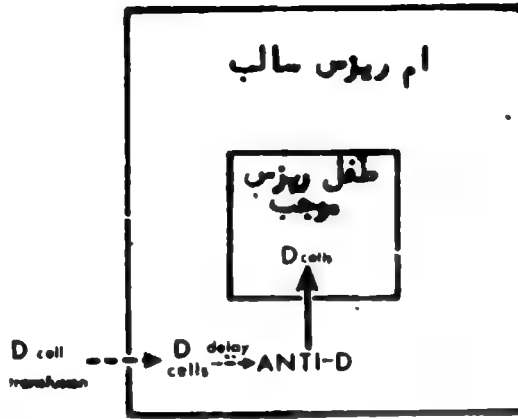 ام ريزس سالب
طفل ريزس
موجب
D cells
D cell transfusion
D cells
delay
ANTI-D